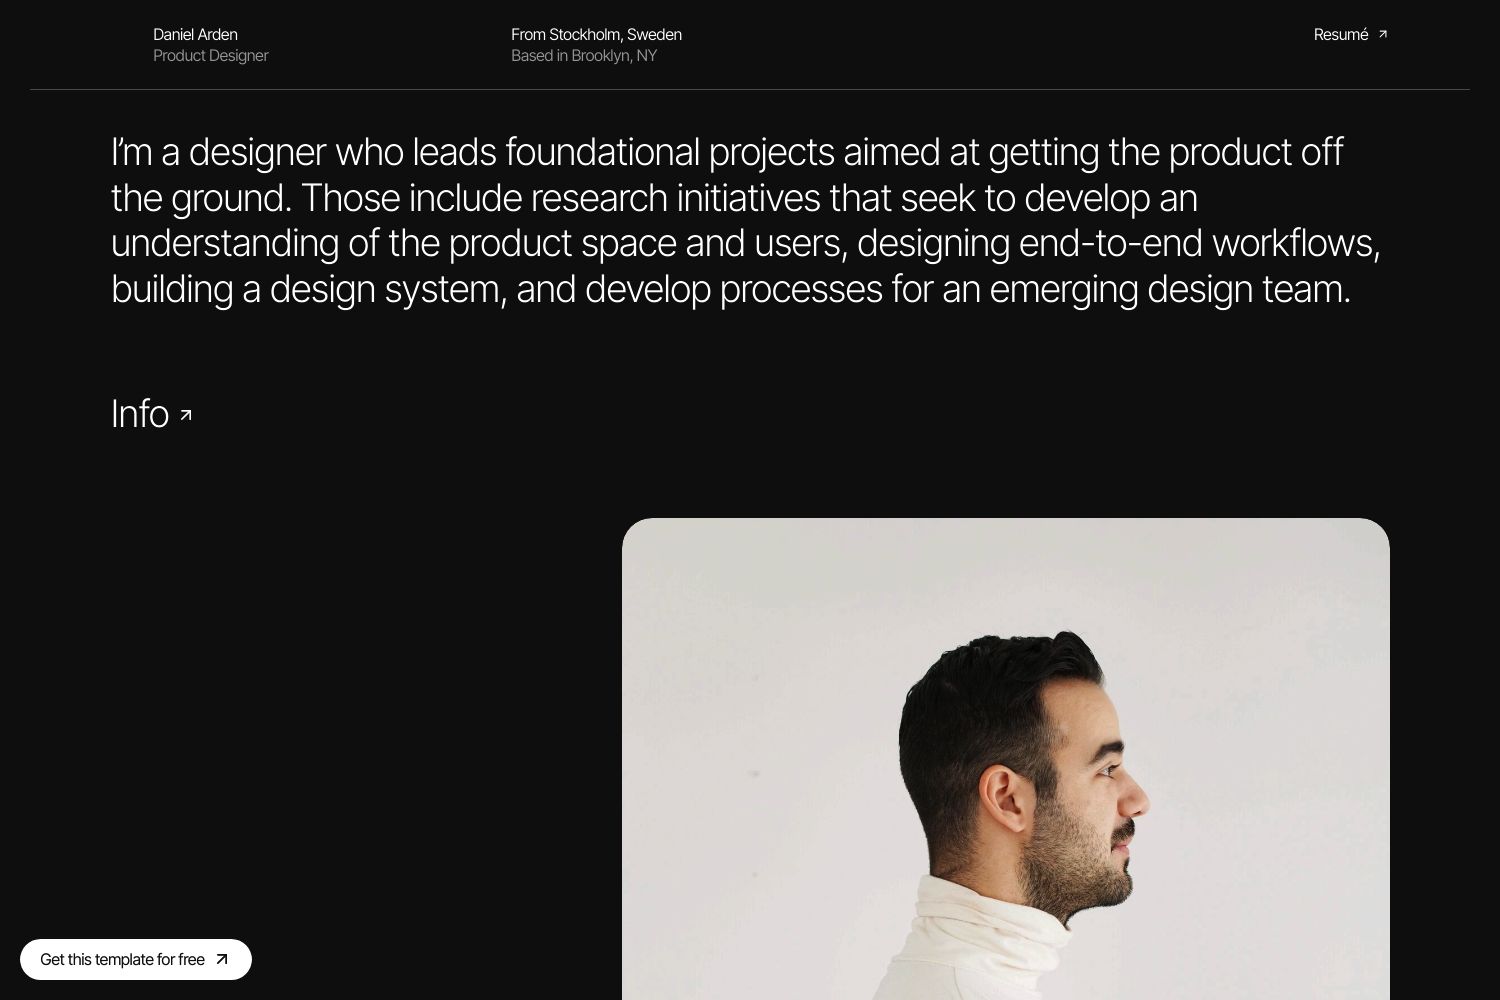 Daniel Arden
Product Designer
From Stockholm, Sweden
Based in Brooklyn, NY
Resumé
I’m a designer who leads foundational projects aimed at getting the product off
the ground. Those include research initiatives that seek to develop an
understanding of the product space and users, designing end-to-end workflows,
building a design system, and develop processes for an emerging design team.
Info
Get this template for free